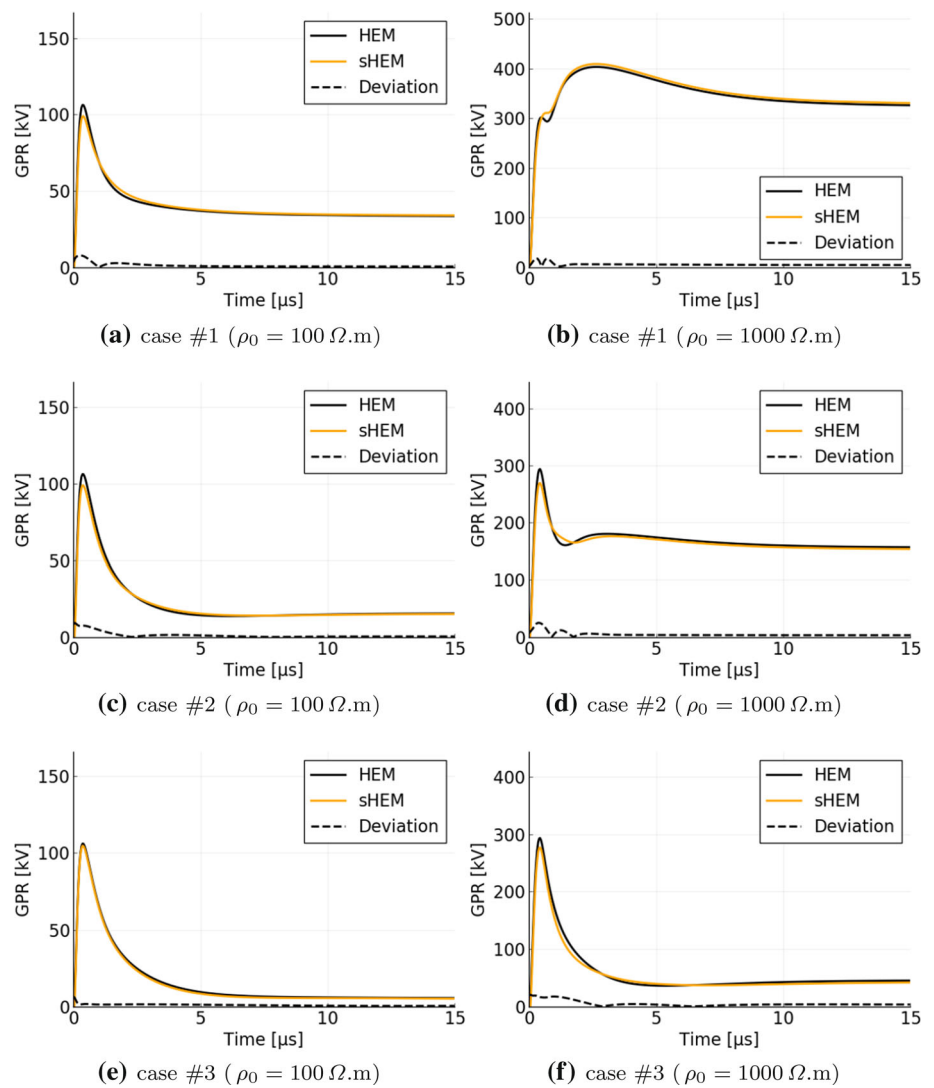 GPR [kV]
150
100
50
0
0 5 10 15
Time [µs]
HEM
sHEM
Deviation
(a) case #1 (ρ₀ = 100 Ω.m)
GPR [kV]
500
400
300
200
100
0
0 5 10 15
Time [µs]
HEM
sHEM
Deviation
(b) case #1 (ρ₀ = 1000 Ω.m)
GPR [kV]
150
100
50
0
0 5 10 15
Time [µs]
HEM
sHEM
Deviation
(c) case #2 ( ρ₀ = 100 Ω.m)
GPR [kV]
400
300
200
100
0
0 5 10 15
Time [µs]
HEM
sHEM
Deviation
(d) case #2 ( ρ₀ = 1000 Ω.m)
GPR [kV]
150
100
50
0
0 5 10 15
Time [µs]
HEM
sHEM
Deviation
(e) case #3 ( ρ₀ = 100 Ω.m)
GPR [kV]
400
300
200
100
0
0 5 10 15
Time [µs]
HEM
sHEM
Deviation
(f) case #3 ( ρ₀ = 1000 Ω.m)